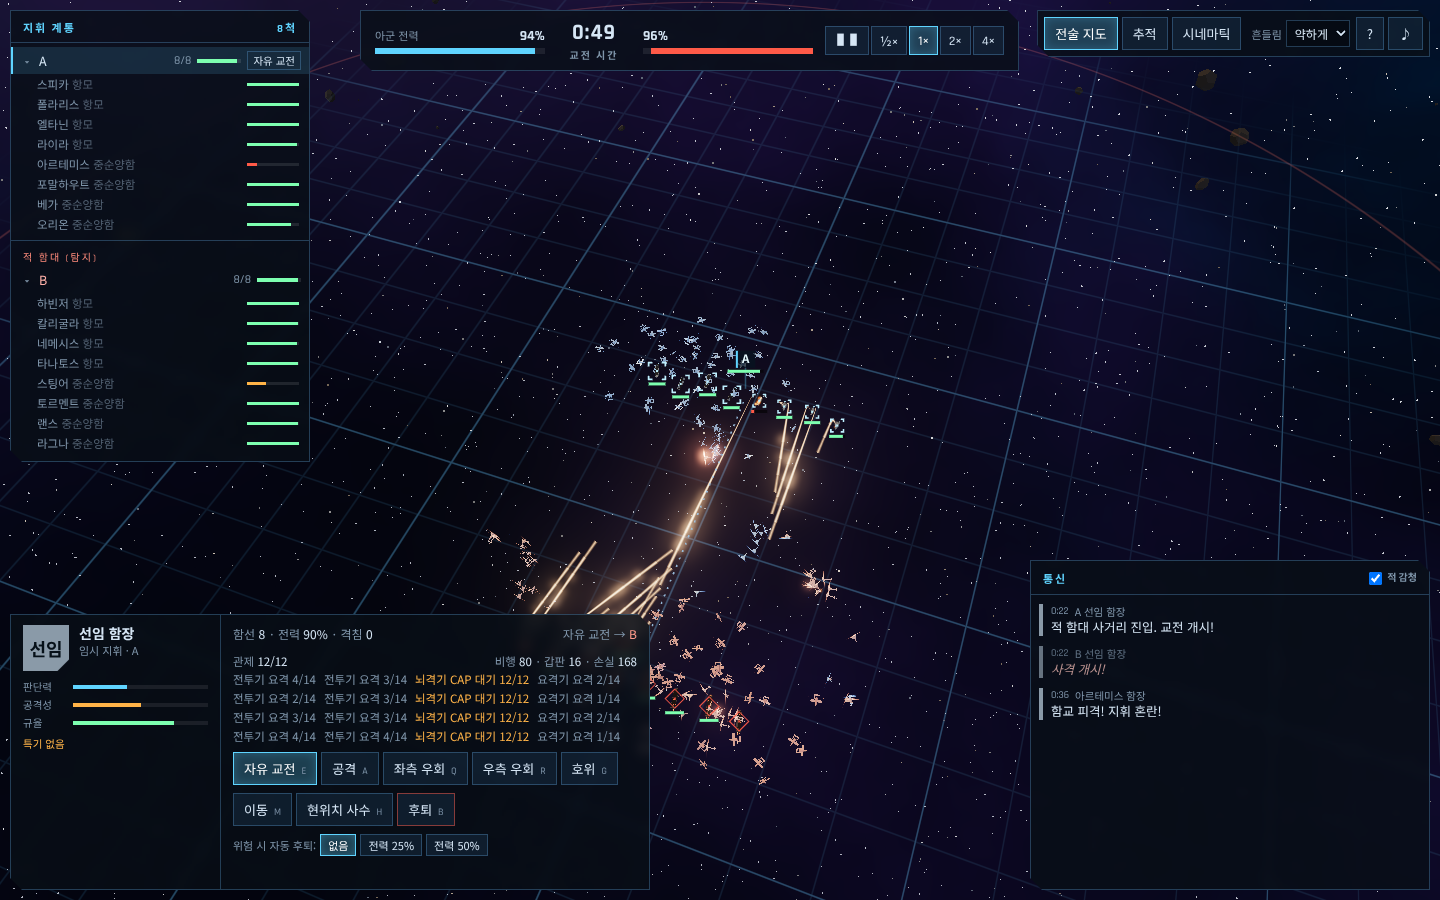 지휘 계통 8척
A 8/8 자유 교전
스피카 항모
폴라리스 항모
엘타닌 항모
라이라 항모
아르테미스 중순양함
포말하우트 중순양함
베가 중순양함
오리온 중순양함
적 함대 (탐지)
B 8/8
하빈저 항모
칼리굴라 항모
네메시스 항모
타나토스 항모
스팅어 중순양함
토르멘트 중순양함
랜스 중순양함
라그나 중순양함
아군 전력 94% 0:49 96%
교전 시간
½× 1× 2× 4×
전술 지도 추적 시네마틱 흔들림 약하게 ? ♪
A
선임 선임 함장
임시 지휘 · A
판단력
공격성
규율
특기 없음
함선 8 · 전력 90% · 격침 0 자유 교전 → B
관제 12/12 비행 80 · 갑판 16 · 손실 168
전투기 요격 4/14 전투기 요격 3/14 뇌격기 CAP 대기 12/12 요격기 요격 2/14
전투기 요격 2/14 전투기 요격 3/14 뇌격기 CAP 대기 12/12 요격기 요격 1/14
전투기 요격 3/14 전투기 요격 3/14 뇌격기 CAP 대기 12/12 요격기 요격 2/14
전투기 요격 4/14 전투기 요격 4/14 뇌격기 CAP 대기 12/12 요격기 요격 1/14
자유 교전 E 공격 A 좌측 우회 Q 우측 우회 R 호위 G
이동 M 현위치 사수 H 후퇴 B
위험 시 자동 후퇴: 없음 전력 25% 전력 50%
통신 적 감청
0:22 A 선임 함장
적 함대 사거리 진입. 교전 개시!
0:22 B 선임 함장
사격 개시!
0:36 아르테미스 함장
함교 피격! 지휘 혼란!